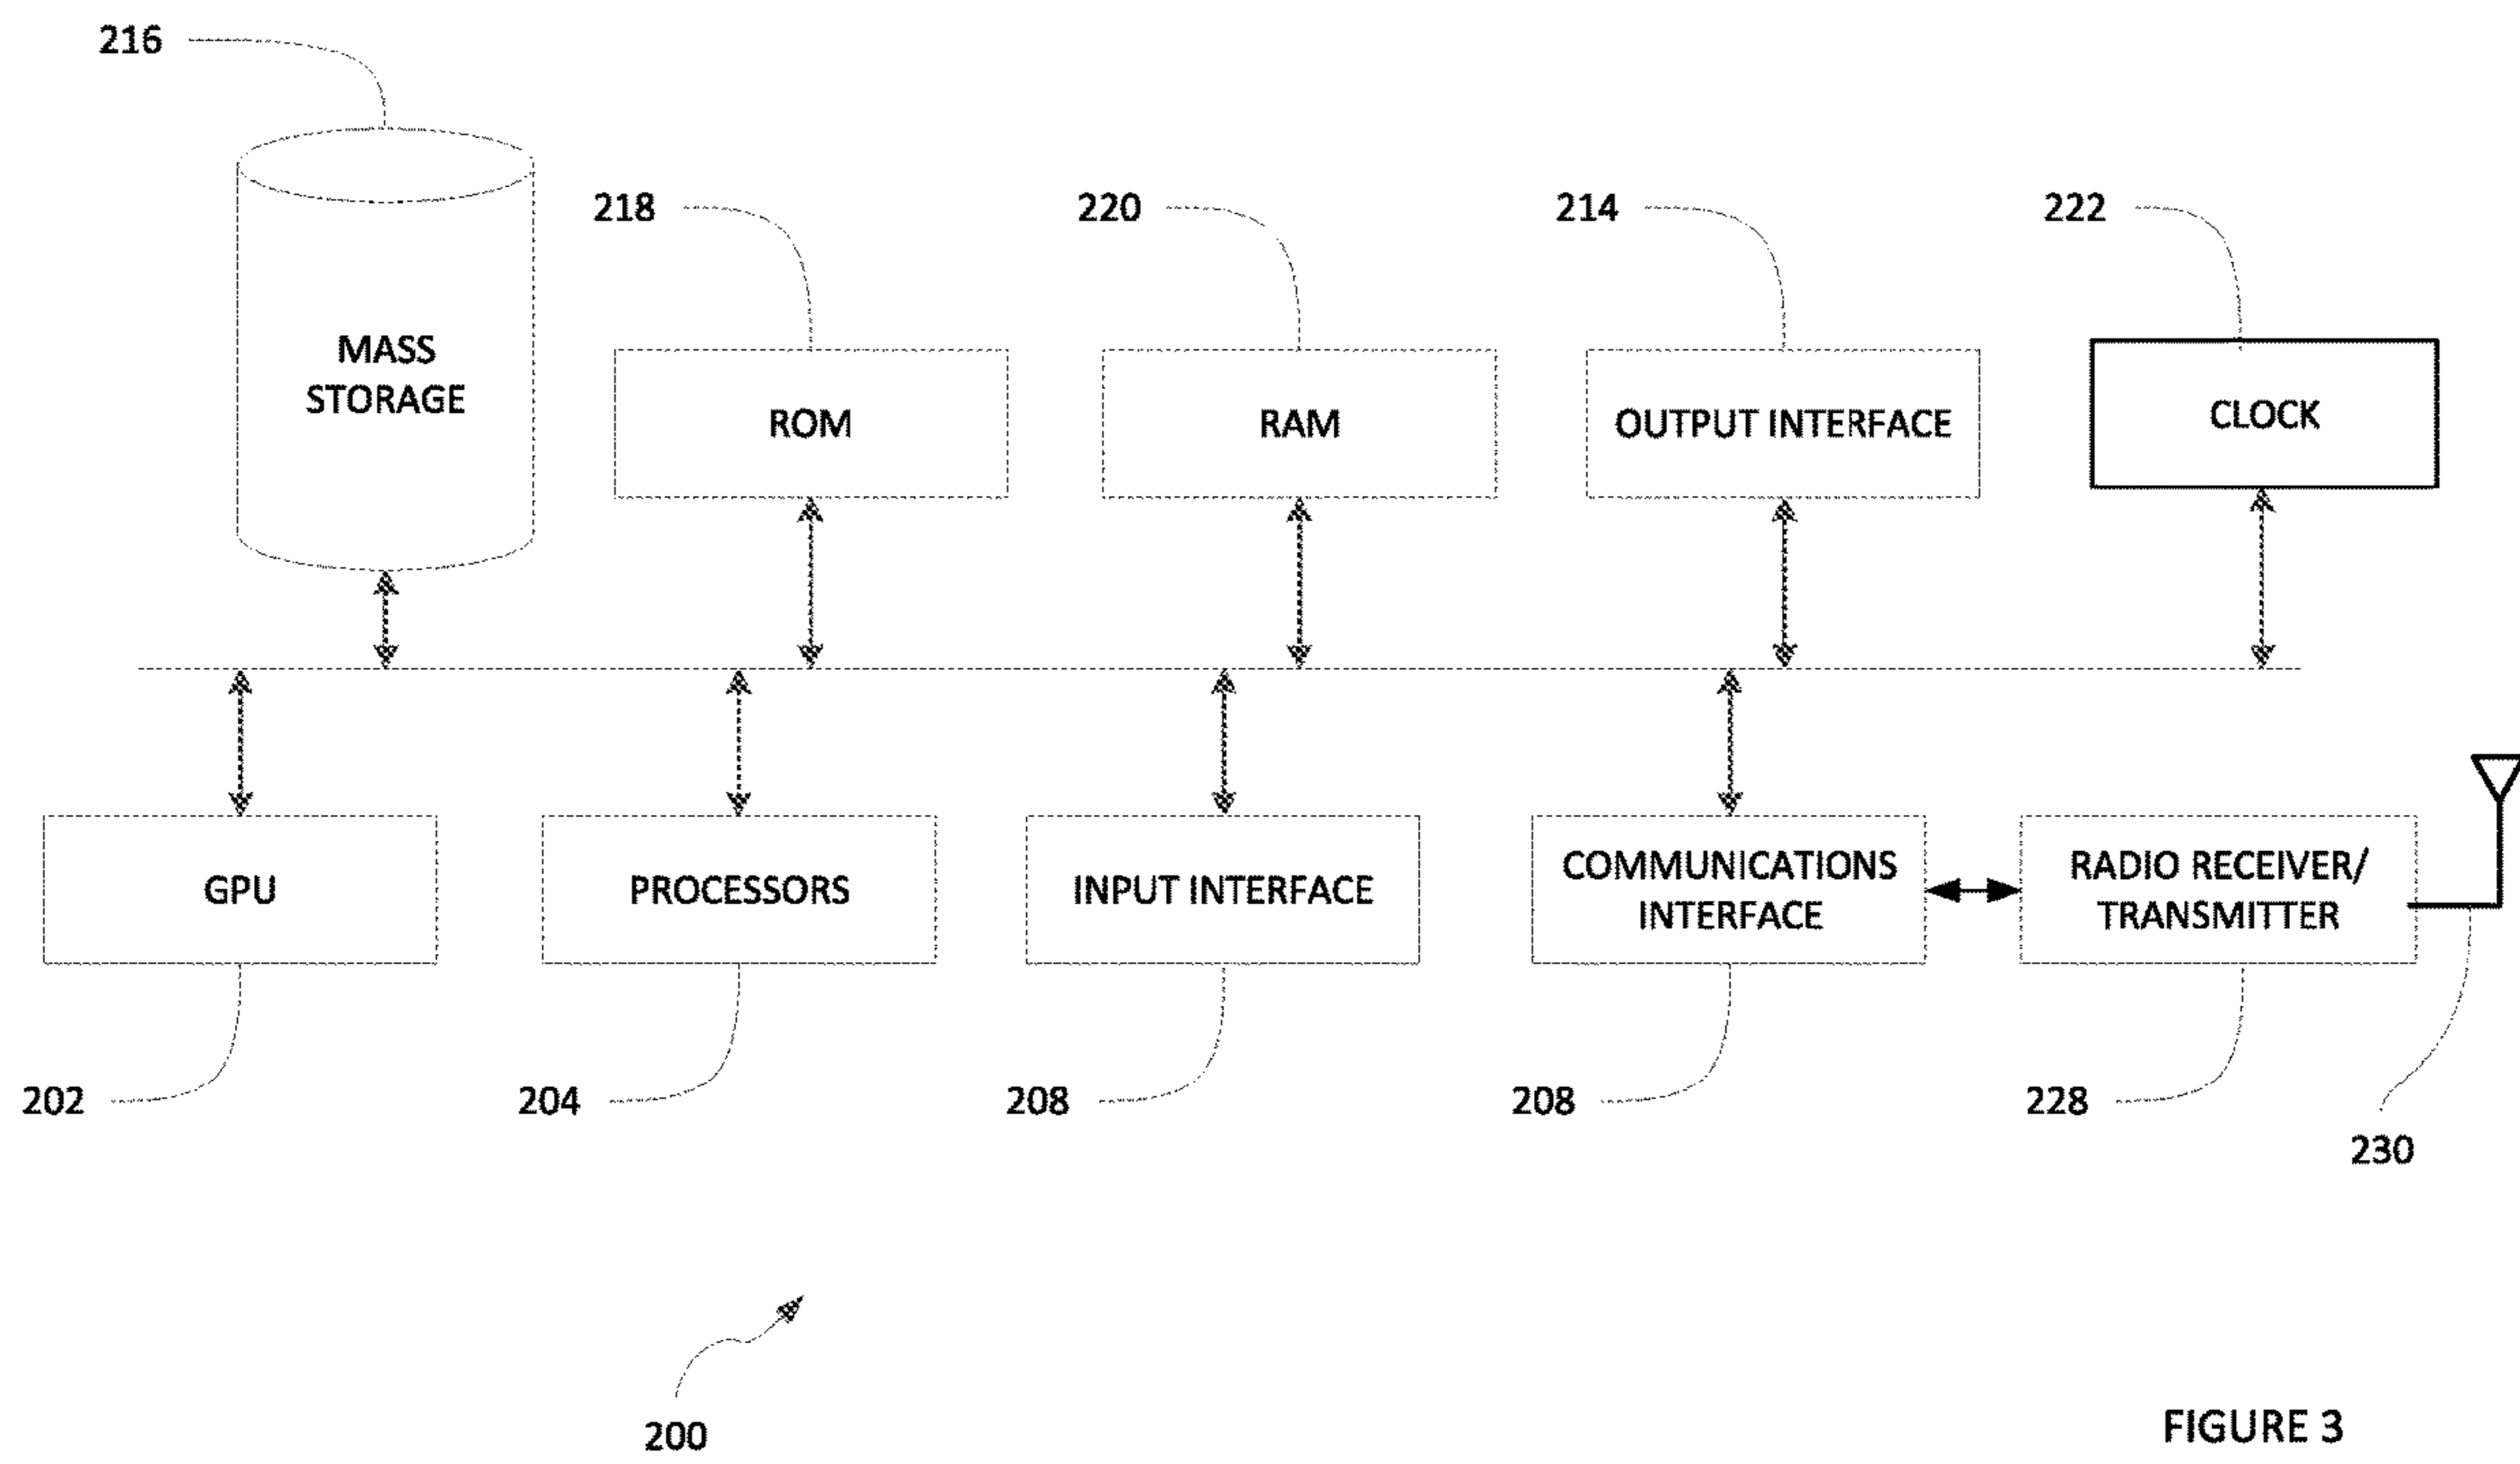 216
218
220
214
222
MASS
STORAGE
ROM
RAM
OUTPUT INTERFACE
CLOCK
GPU
PROCESSORS
INPUT INTERFACE
COMMUNICATIONS
INTERFACE
RADIO RECEIVER/
TRANSMITTER
202
204
208
208
228
230
200
FIGURE 3